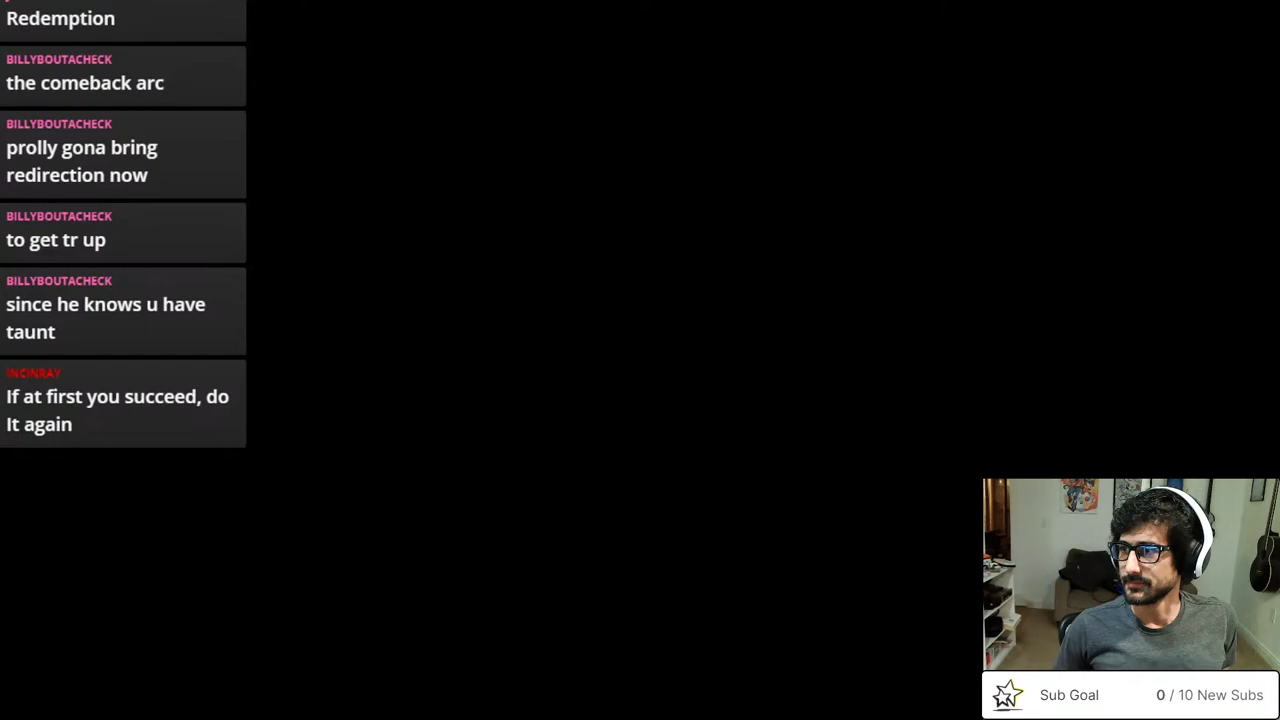 Redemption
BILLYBOUTACHECK
the comeback arc
BILLYBOUTACHECK
prolly gona bring
redirection now
BILLYBOUTACHECK
to get tr up
BILLYBOUTACHECK
since he knows u have
taunt
INCINRAY
If at first you succeed, do
It again
Sub Goal 0 / 10 New Subs